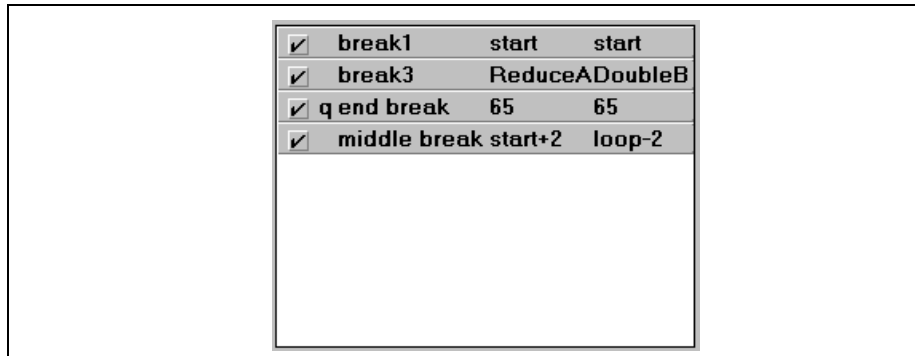 break1 start start
break3 ReduceADoubleB
q end break 65 65
middle break start+2 loop-2